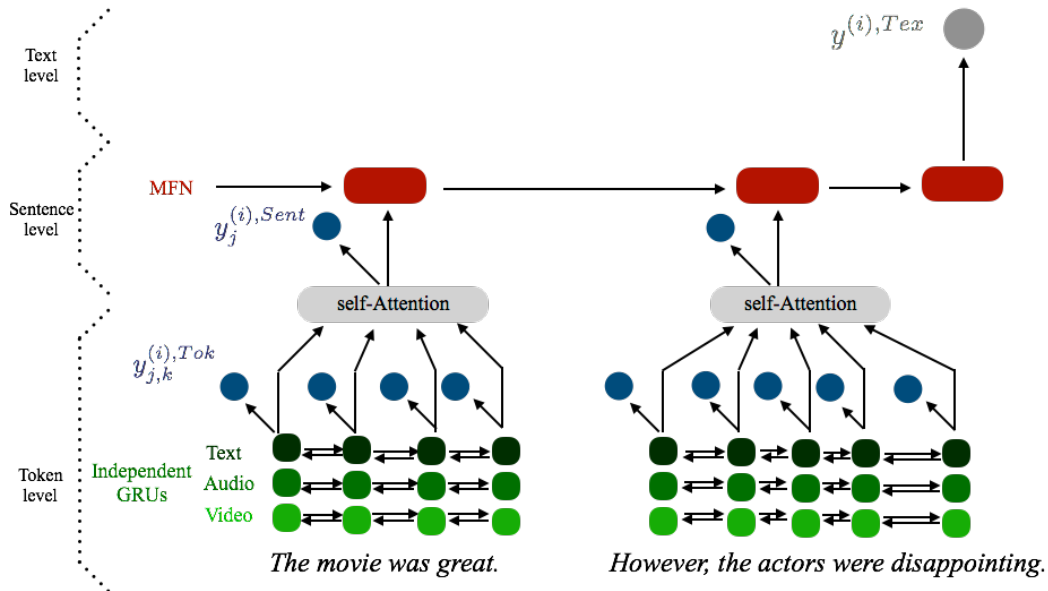 Text
level
y^{(i),Tex}
MFN
Sentence
level
y_j^{(i),Sent}
self-Attention
self-Attention
y_{j,k}^{(i),Tok}
Token
level
Independent
GRUs
Text
Audio
Video
The movie was great.
However, the actors were disappointing.